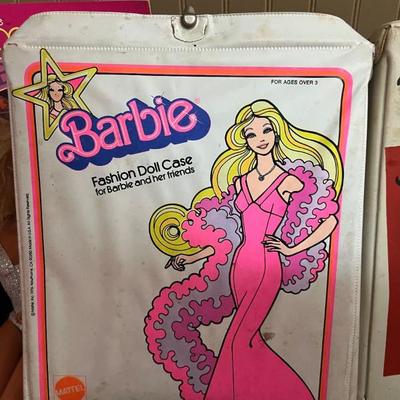 FOR AGES OVER 3
Barbie®
Fashion Doll Case
for Barbie and her friends
MATTEL